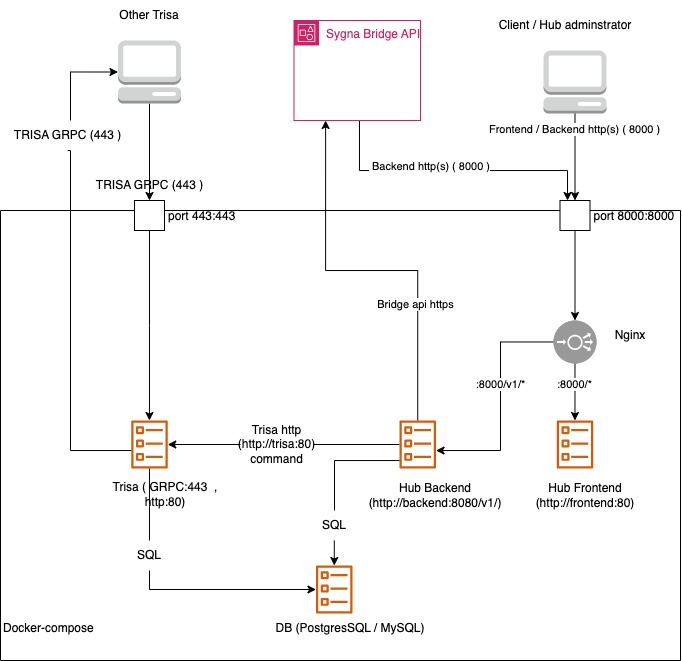 Other Trisa
Client / Hub adminstrator
Sygna Bridge API
TRISA GRPC (443 )
Frontend / Backend http(s) ( 8000 )
Backend http(s) ( 8000 )
TRISA GRPC (443 )
port 443:443
port 8000:8000
Bridge api https
Nginx
:8000/v1/*
:8000/*
Trisa http
(http://trisa:80)
command
Trisa ( GRPC:443 ,
http:80)
Hub Backend
(http://backend:8080/v1/)
Hub Frontend
(http://frontend:80)
SQL
SQL
Docker-compose
DB (PostgresSQL / MySQL)